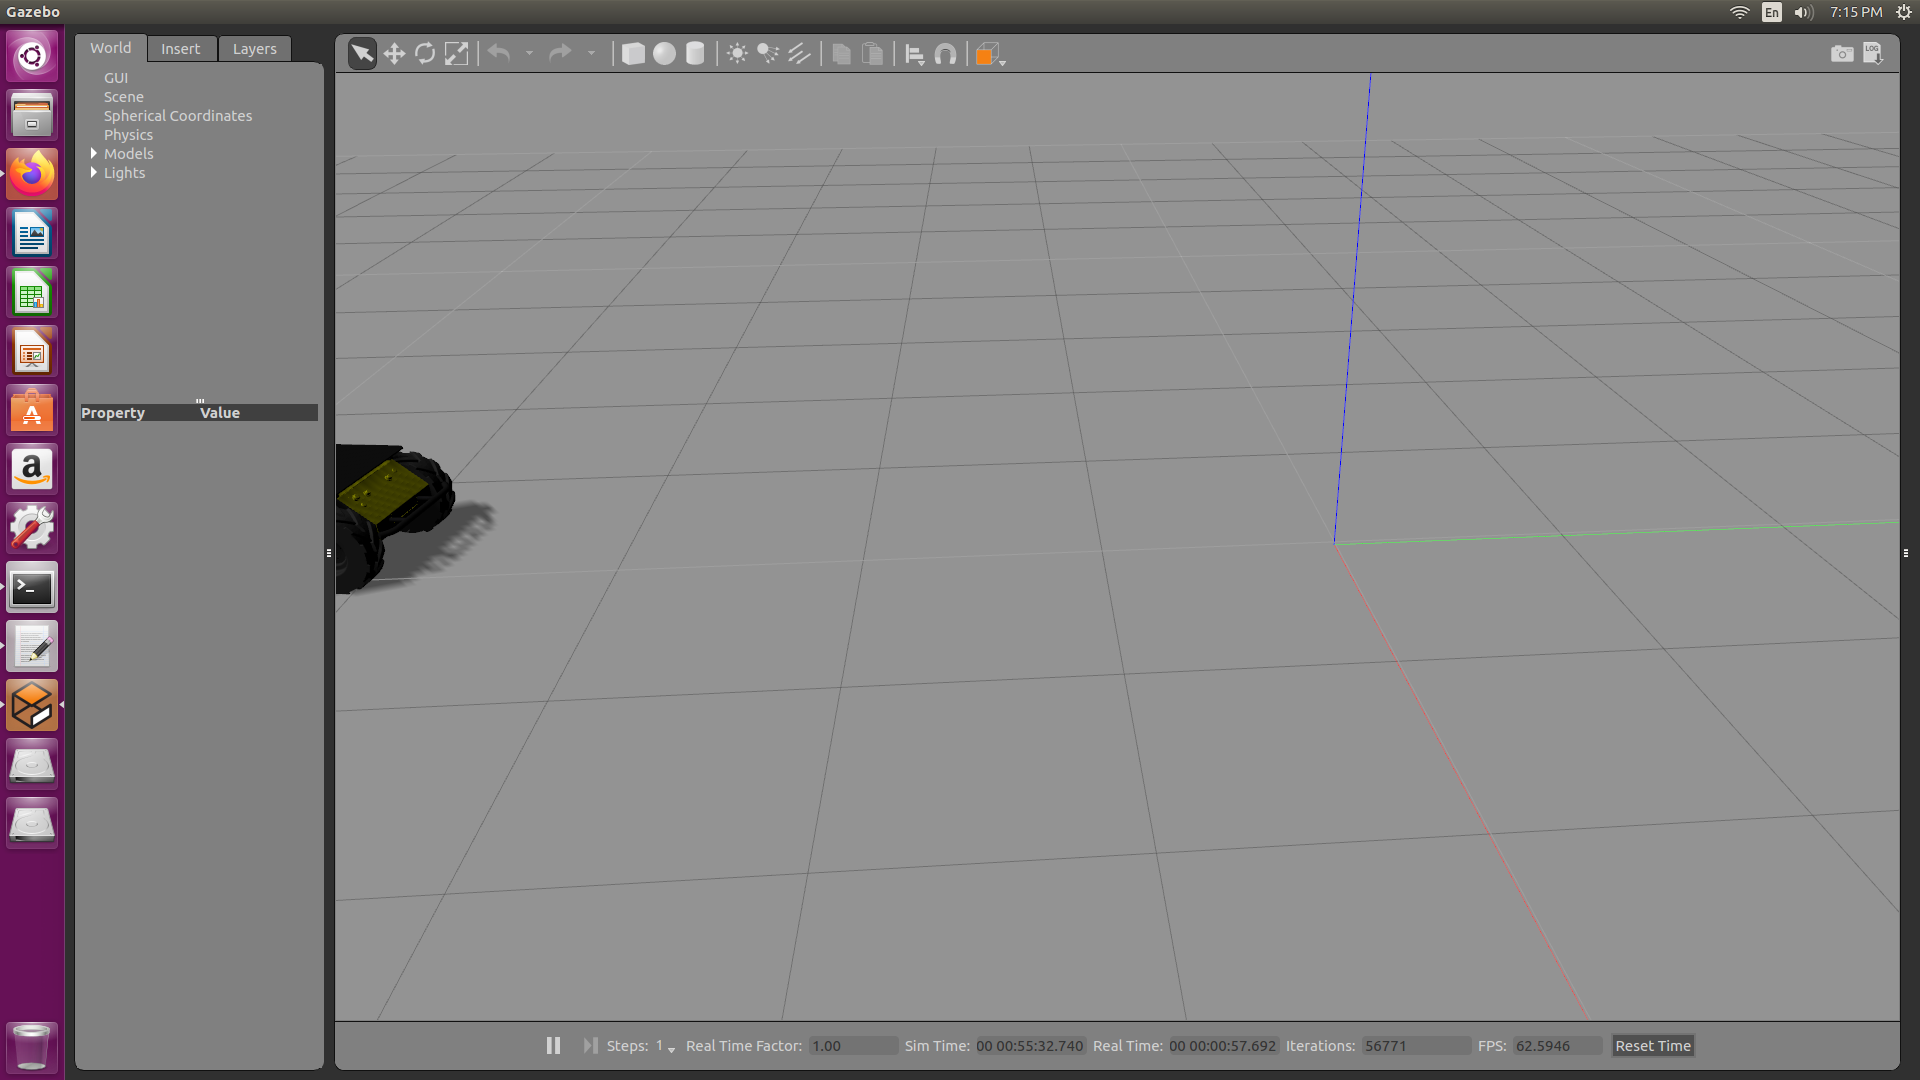 Gazebo
En
7:15 PM
World Insert Layers
GUI
Scene
Spherical Coordinates
Physics
Models
Lights
Property Value
LOG
Steps: 1 Real Time Factor: 1.00 Sim Time: 00 00:55:32.740 Real Time: 00 00:00:57.692 Iterations: 56771 FPS: 62.5946 Reset Time